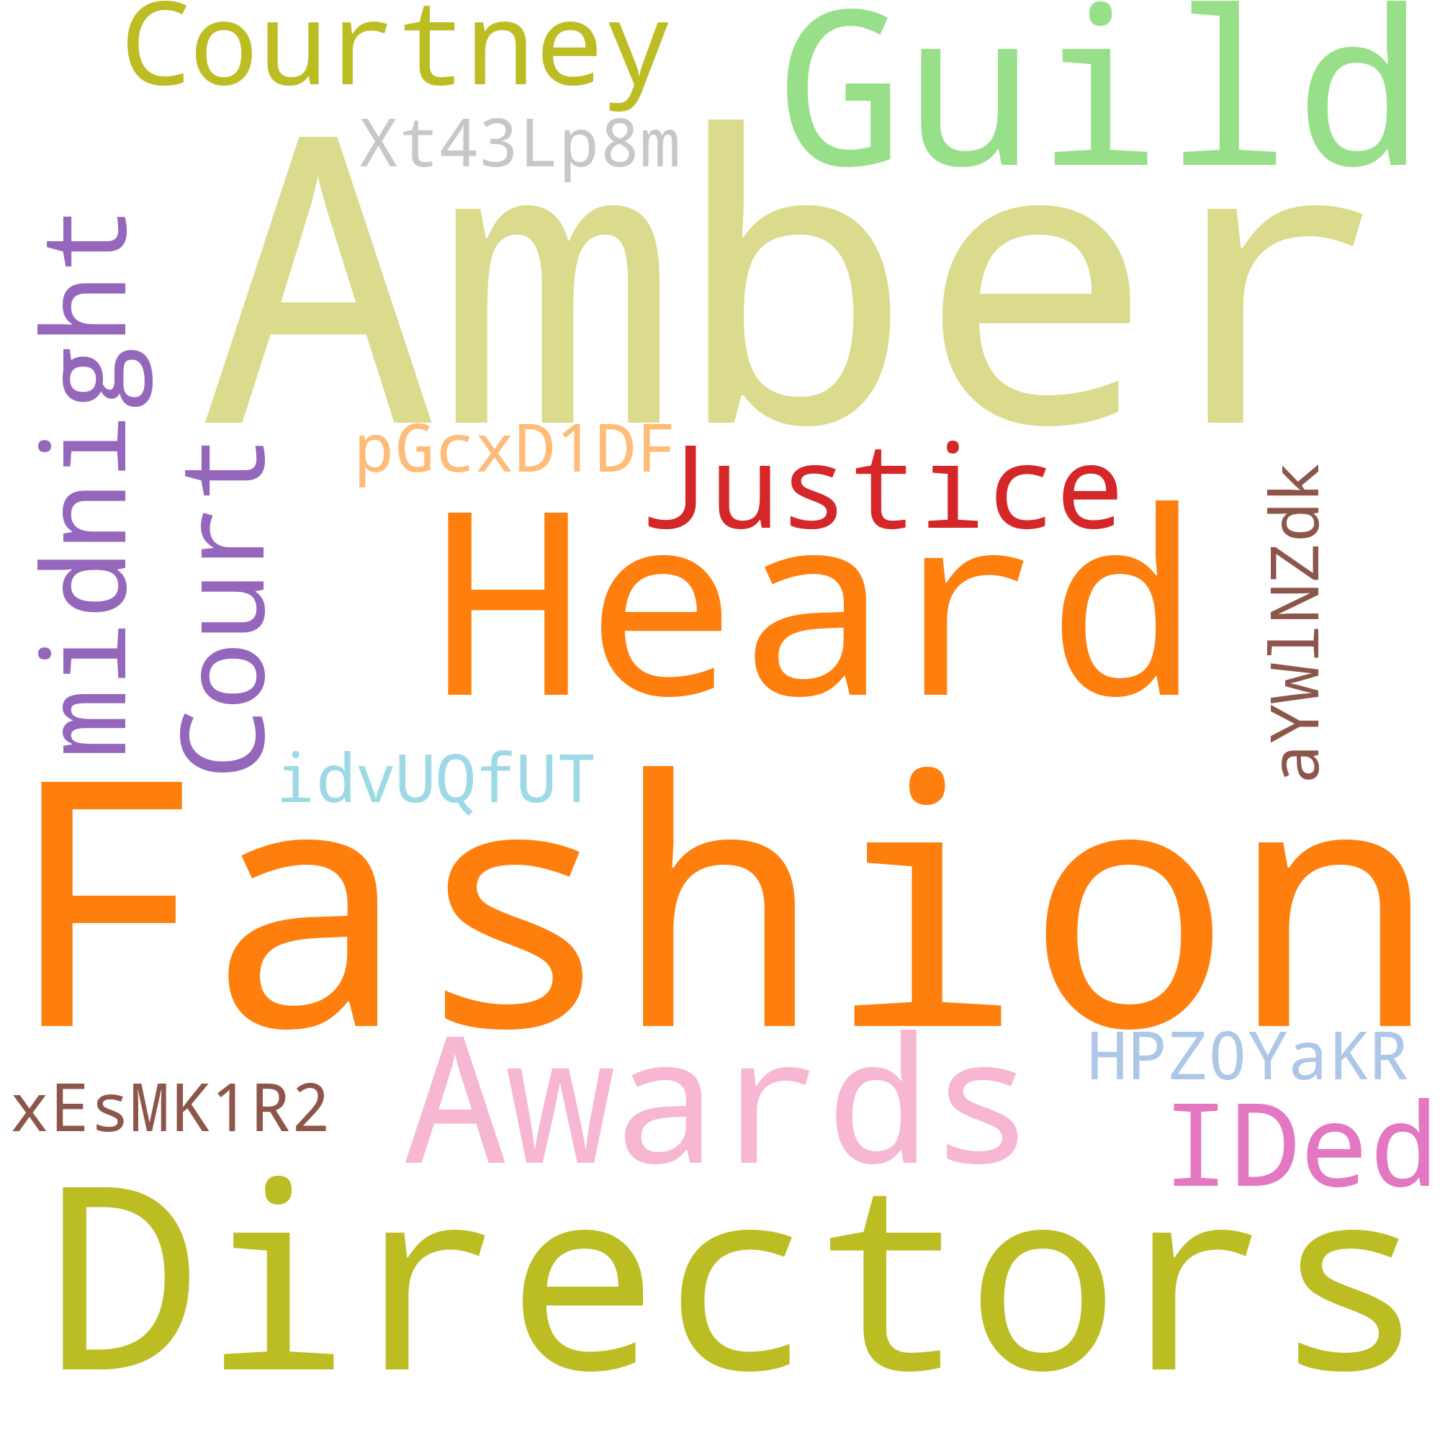 Courtney
Guild
Xt43Lp8m
Amber
midnight
pGcxD1DF
Justice
Court
Heard
aYWlNZdk
idvUQfUT
Fashion
HPZ0YaKR
Awards
xEsMK1R2
IDed
Directors